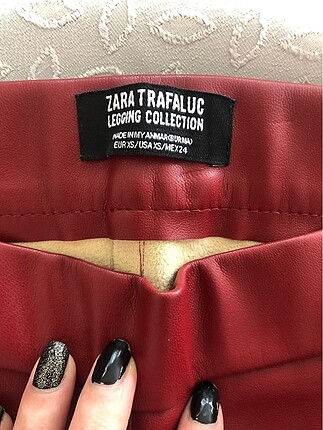 ZARA TRAFALUC
LEGGING COLLECTION
MADE IN MYANMAR(BURMA)
EUR XS/USA XS/MEX 24